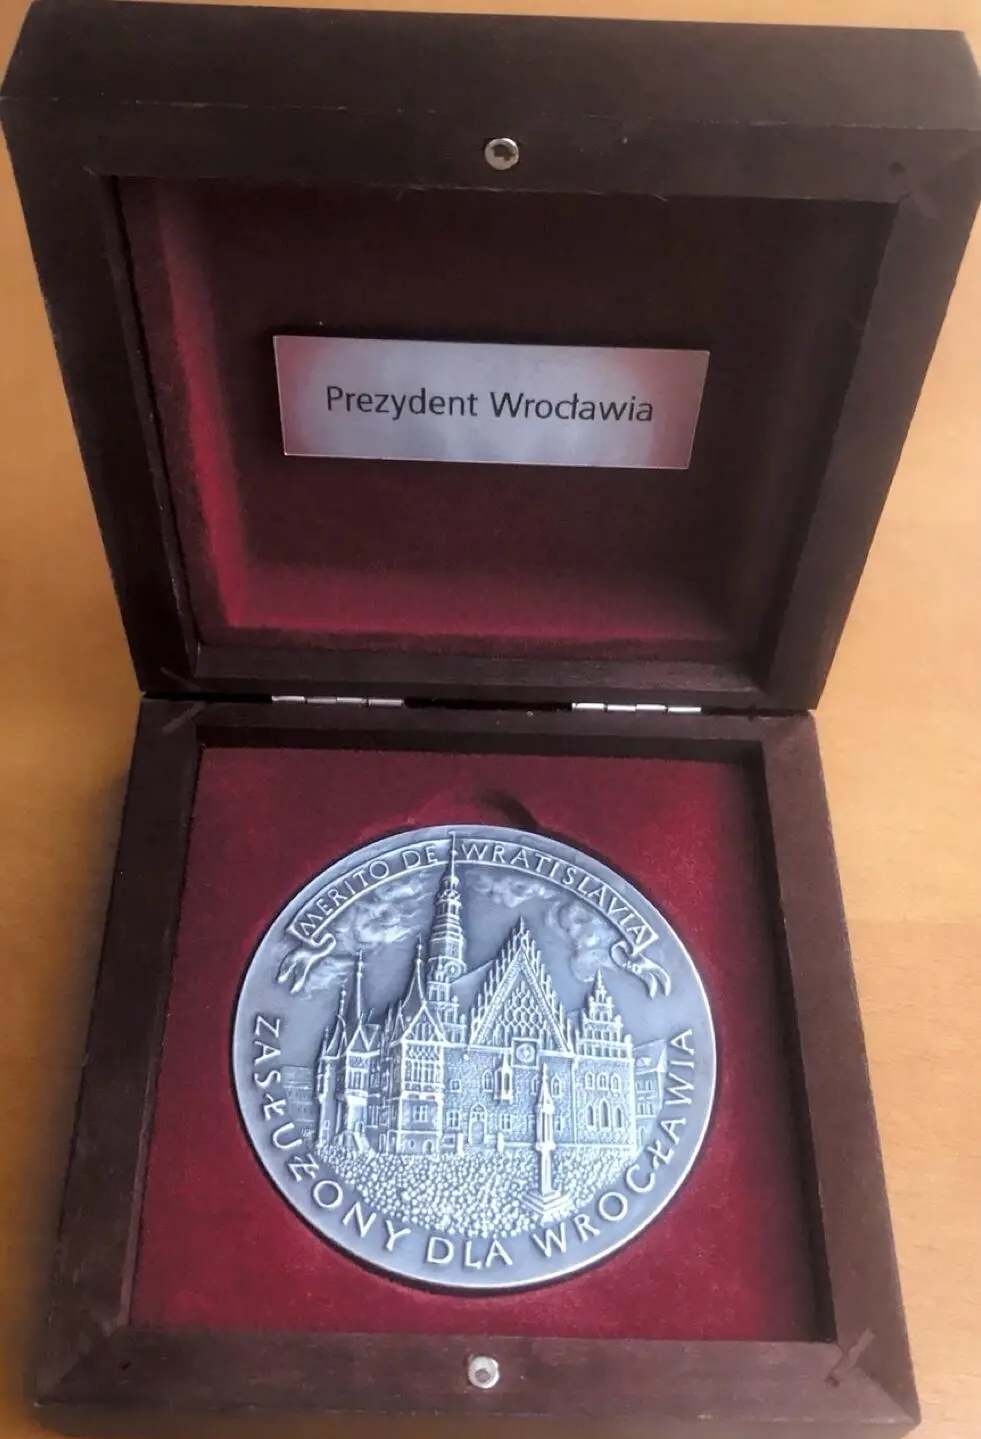 Prezydent Wrocławia
MERITO DE WRATISLAVIA
ZASŁUŻONY DLA WROCŁAWIA